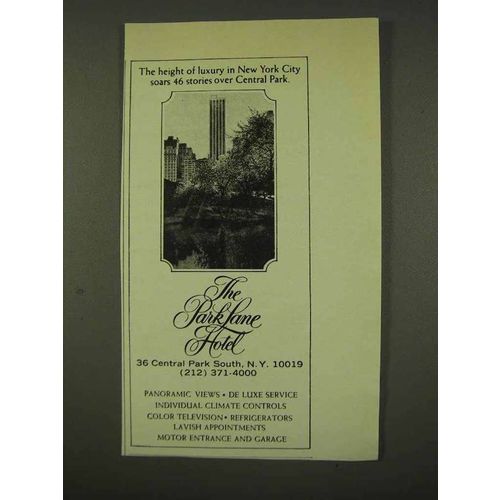 The height of luxury in New York City
soars 46 stories over Central Park.
The
Park Lane
Hotel
36 Central Park South, N.Y. 10019
(212) 371-4000
PANORAMIC VIEWS • DE LUXE SERVICE
INDIVIDUAL CLIMATE CONTROLS
COLOR TELEVISION • REFRIGERATORS
LAVISH APPOINTMENTS
MOTOR ENTRANCE AND GARAGE